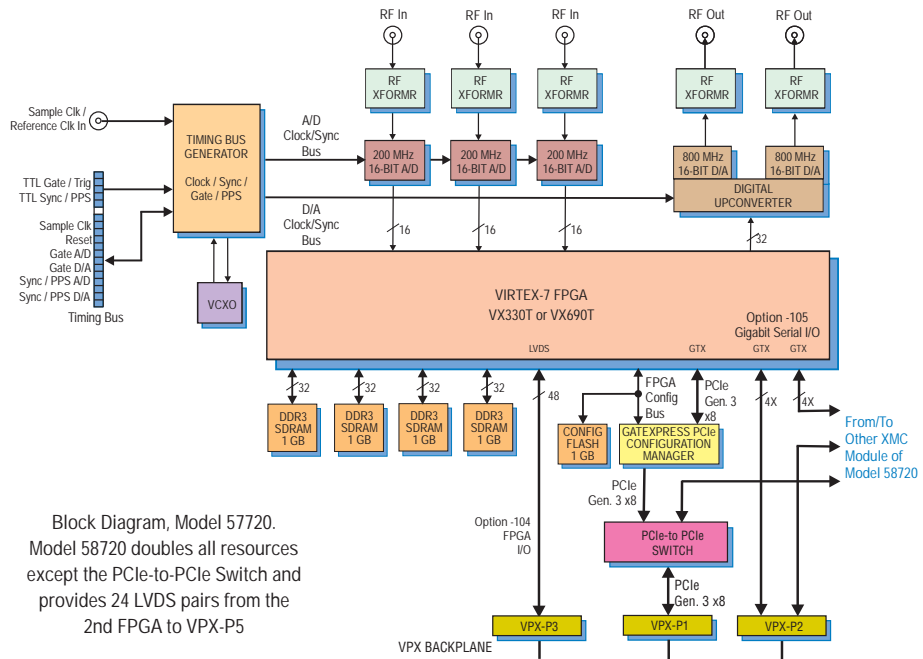 RF In
RF In
RF In
RF Out
RF Out
RF
XFORMR
RF
XFORMR
RF
XFORMR
RF
XFORMR
RF
XFORMR
Sample Clk /
Reference Clk In
TIMING BUS
GENERATOR
Clock / Sync /
Gate / PPS
A/D
Clock/Sync
Bus
200 MHz
16-BIT A/D
200 MHz
16-BIT A/D
200 MHz
16-BIT A/D
800 MHz
16-BIT D/A
800 MHz
16-BIT D/A
DIGITAL
UPCONVERTER
TTL Gate / Trig
TTL Sync / PPS
Sample Clk
Reset
Gate A/D
Gate D/A
Sync / PPS A/D
Sync / PPS D/A
Timing Bus
D/A
Clock/Sync
Bus
16
16
16
32
VCXO
VIRTEX-7 FPGA
VX330T or VX690T
Option -105
Gigabit Serial I/O
LVDS
GTX
GTX
GTX
32
32
32
32
48
FPGA
Config
Bus
PCIe
Gen. 3
x8
4X
4X
DDR3
SDRAM
1 GB
DDR3
SDRAM
1 GB
DDR3
SDRAM
1 GB
DDR3
SDRAM
1 GB
CONFIG
FLASH
1 GB
GATEXPRESS PCIe
CONFIGURATION
MANAGER
From/To
Other XMC
Module of
Model 58720
PCIe
Gen. 3 x8
Option -104
FPGA
I/O
PCIe-to PCIe
SWITCH
PCIe
Gen. 3 x8
Block Diagram, Model 57720.
Model 58720 doubles all resources
except the PCIe-to-PCIe Switch and
provides 24 LVDS pairs from the
2nd FPGA to VPX-P5
VPX-P3
VPX-P1
VPX-P2
VPX BACKPLANE